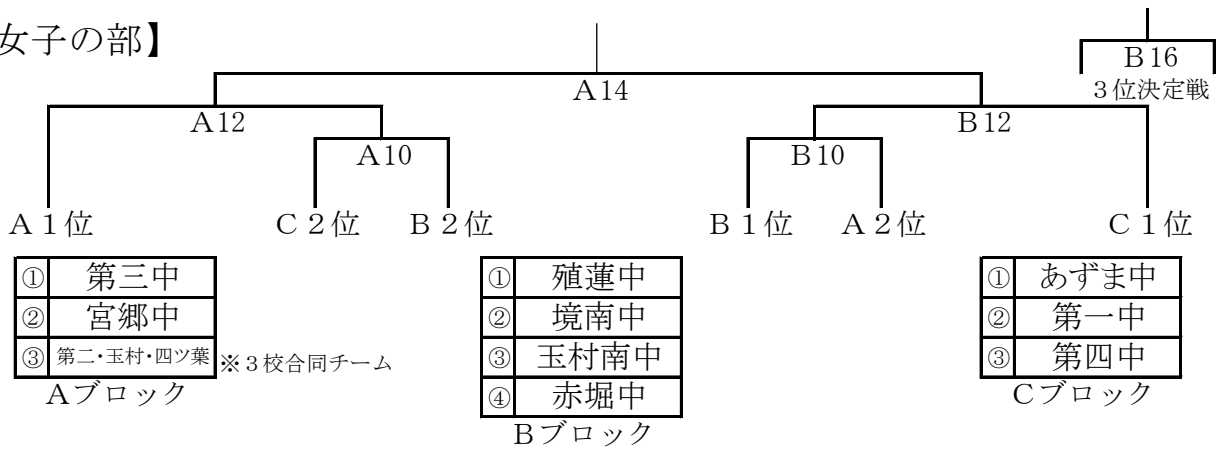 女子の部】
B16
3位決定戦
A14
A12
B12
A10
B10
A1位
C2位
B2位
B1位
A2位
C1位
① 第三中
② 宮郷中
③ 第二・玉村・四ツ葉
※3校合同チーム
Aブロック
① 殖蓮中
② 境南中
③ 玉村南中
④ 赤堀中
Bブロック
① あずま中
② 第一中
③ 第四中
Cブロック